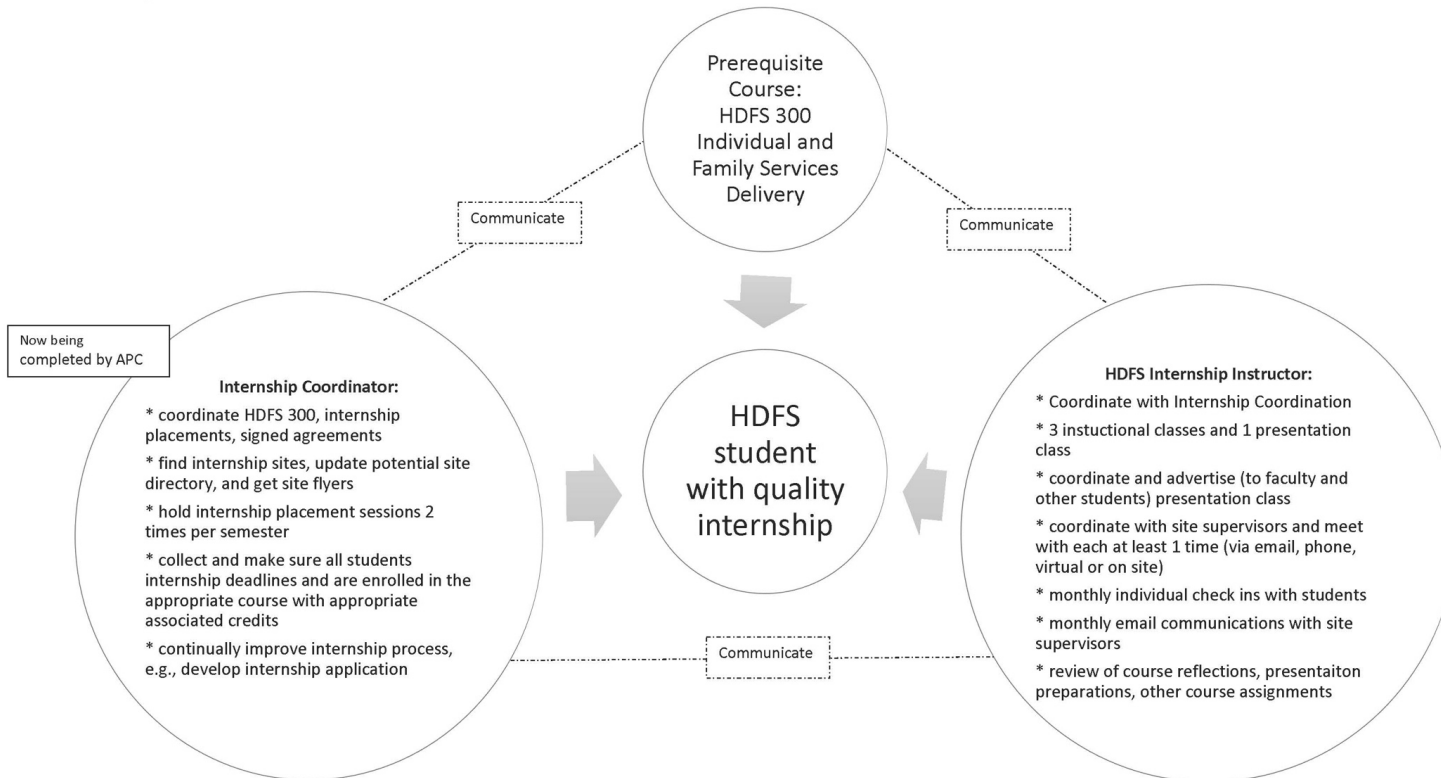 Prerequisite
Course:
HDFS 300
Individual and
Family Services
Delivery
Communicate
Communicate
Now being
completed by APC
Internship Coordinator:
* coordinate HDFS 300, internship
placements, signed agreements
* find internship sites, update potential site
directory, and get site flyers
* hold internship placement sessions 2
times per semester
* collect and make sure all students
internship deadlines and are enrolled in the
appropriate course with appropriate
associated credits
* continually improve internship process,
e.g., develop internship application
HDFS
student
with quality
internship
HDFS Internship Instructor:
* Coordinate with Internship Coordination
* 3 instuctional classes and 1 presentation
class
* coordinate and advertise (to faculty and
other students) presentation class
* coordinate with site supervisors and meet
with each at least 1 time (via email, phone,
virtual or on site)
* monthly individual check ins with students
* monthly email communications with site
supervisors
* review of course reflections, presentaiton
preparations, other course assignments
Communicate